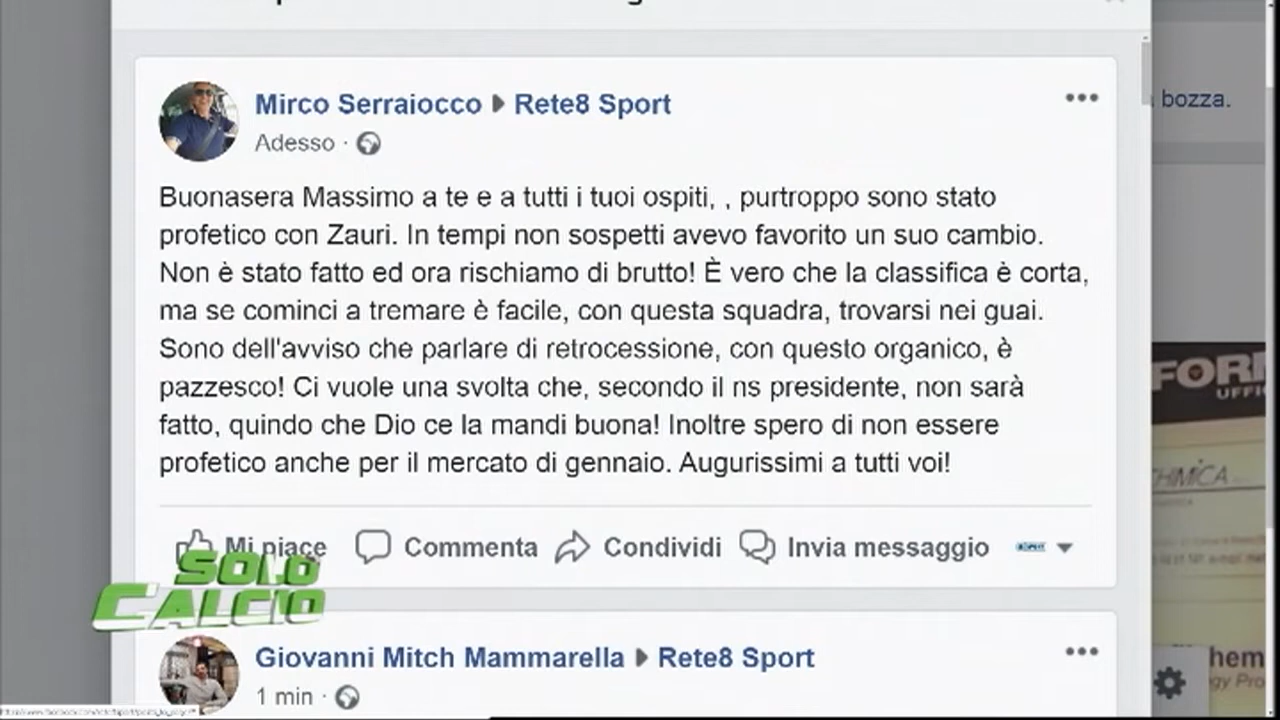 Mirco Serraiocco Rete8 Sport
Adesso ·
bozza.
Buonasera Massimo a te e a tutti i tuoi ospiti, , purtroppo sono stato
profetico con Zauri. In tempi non sospetti avevo favorito un suo cambio.
Non è stato fatto ed ora rischiamo di brutto! È vero che la classifica è corta,
ma se cominci a tremare è facile, con questa squadra, trovarsi nei guai.
Sono dell'avviso che parlare di retrocessione, con questo organico, è
pazzesco! Ci vuole una svolta che, secondo il ns presidente, non sarà
fatto, quindo che Dio ce la mandi buona! Inoltre spero di non essere
profetico anche per il mercato di gennaio. Augurissimi a tutti voi!
Mi piace Commenta Condividi Invia messaggio
SOLO
CALCIO
Giovanni Mitch Mammarella Rete8 Sport
1 min ·